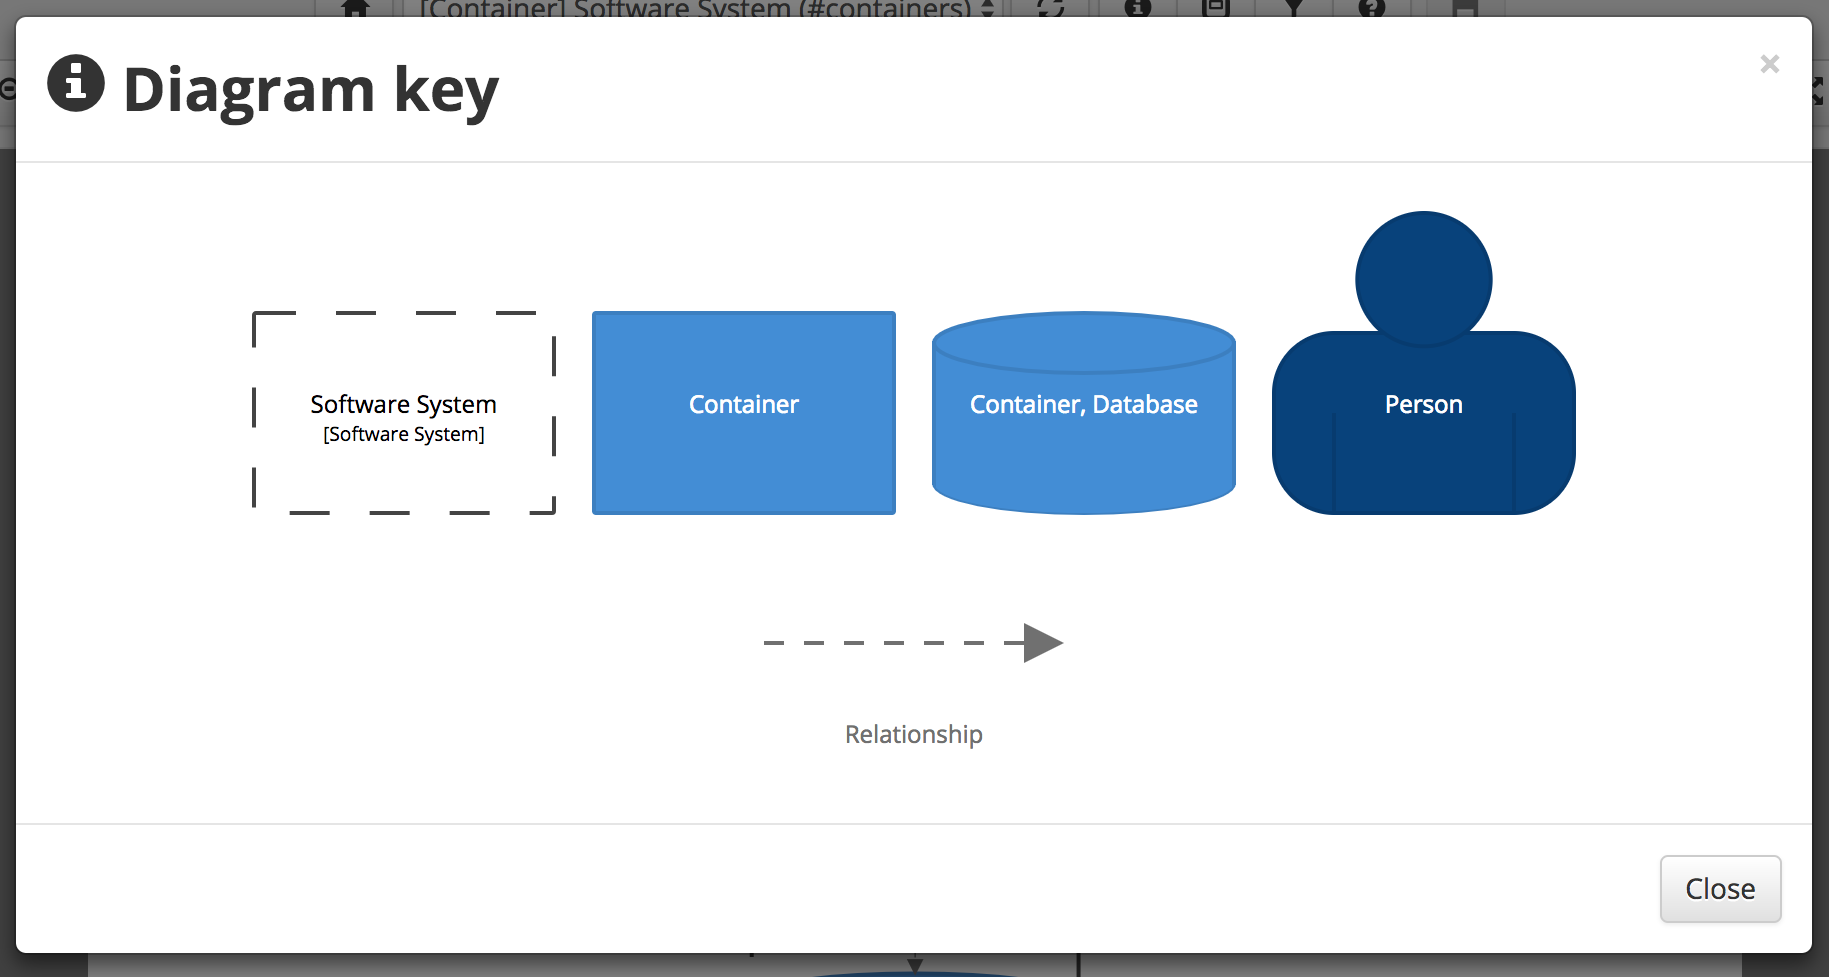 [Container] Software System (#containers)
Diagram key
×
Software System
[Software System]
Container
Container, Database
Person
Relationship
Close